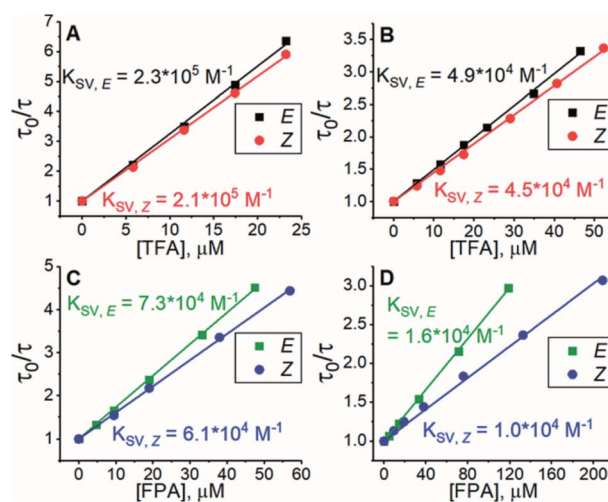 A
K_SV, E = 2.3*10^5 M^-1
E
Z
K_SV, Z = 2.1*10^5 M^-1
τ0/τ
7
6
5
4
3
2
1
0 5 10 15 20 25
[TFA], μM
B
K_SV, E = 4.9*10^4 M^-1
E
Z
K_SV, Z = 4.5*10^4 M^-1
τ0/τ
3.5
3.0
2.5
2.0
1.5
1.0
0 10 20 30 40 50
[TFA], μM
C
K_SV, E = 7.3*10^4 M^-1
E
Z
K_SV, Z = 6.1*10^4 M^-1
τ0/τ
5
4
3
2
1
0 10 20 30 40 50 60
[FPA], μM
D
K_SV, E
= 1.6*10^4 M^-1
E
Z
K_SV, Z = 1.0*10^4 M^-1
τ0/τ
3.0
2.5
2.0
1.5
1.0
0 40 80 120 160 200
[FPA], μM